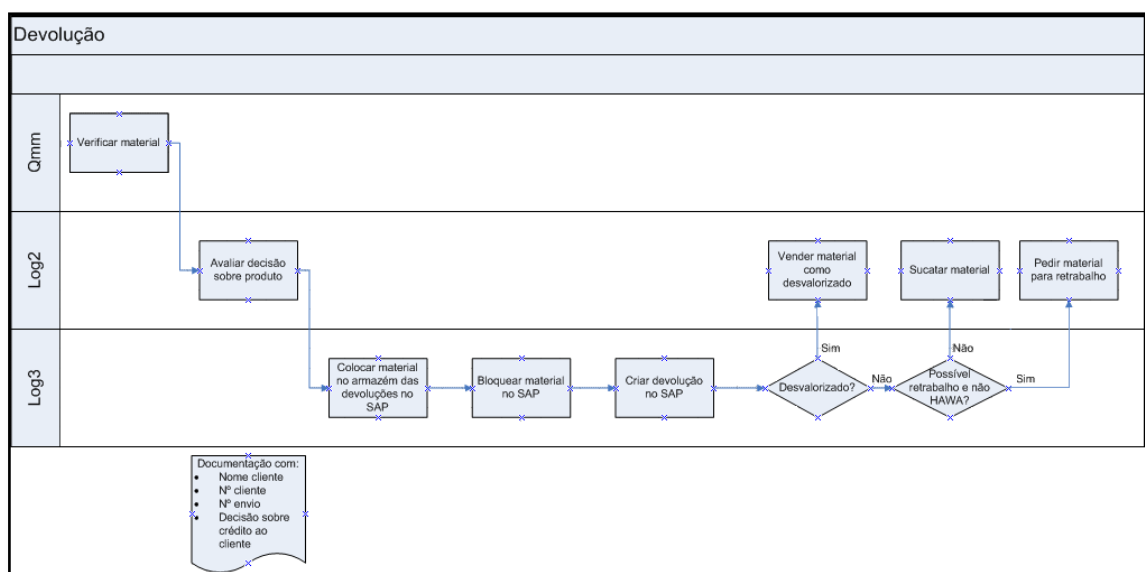 Devolução
Qmm
Verificar material
Log2
Avaliar decisão
sobre produto
Vender material
como
desvalorizado
Sucatar material
Pedir material
para retrabalho
Log3
Colocar material
no armazém das
devoluções no
SAP
Bloquear material
no SAP
Criar devolução
no SAP
Desvalorizado?
Sim
Não
Possível
retrabalho e não
HAWA?
Não
Sim
Documentação com:
• Nome cliente
• Nº cliente
• Nº envio
• Decisão sobre
crédito ao
cliente